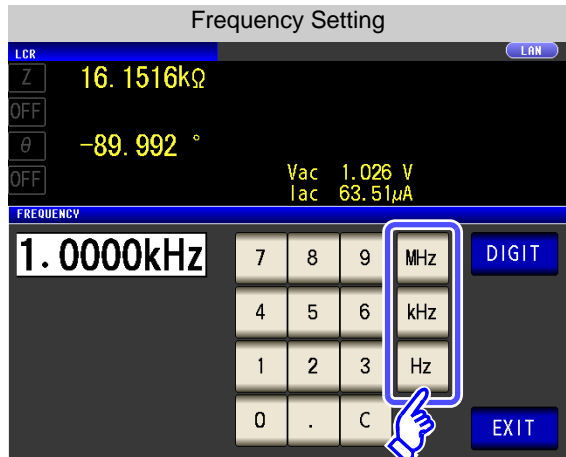 Frequency Setting
LCR LAN
Z 16.1516kΩ
OFF
θ -89.992 °
OFF
Vac 1.026 V
Iac 63.51μA
FREQUENCY
1.0000kHz
7 8 9 MHz DIGIT
4 5 6 kHz
1 2 3 Hz
0 . C EXIT